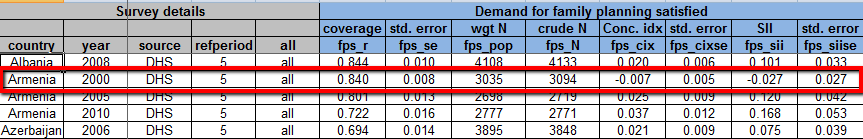 Survey details Demand for family planning satisfied
coverage std. error wgt N crude N Conc. idx std. error SII std. error
country year source refperiod all fps_r fps_se fps_pop fps_N fps_cix fps_cixse fps_sii fps_siise
Albania 2008 DHS 5 all 0.844 0.010 4108 4133 0.020 0.006 0.101 0.033
Armenia 2000 DHS 5 all 0.840 0.008 3035 3094 -0.007 0.005 -0.027 0.027
Armenia 2005 DHS 5 all 0.801 0.013 2698 2719 0.025 0.009 0.120 0.042
Armenia 2010 DHS 5 all 0.722 0.016 2777 2771 0.037 0.012 0.168 0.053
Azerbaijan 2006 DHS 5 all 0.694 0.014 3895 3848 0.021 0.009 0.075 0.039